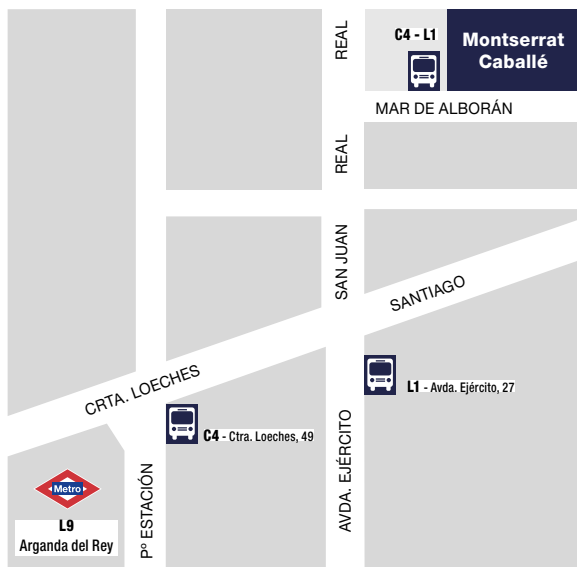 REAL
C4 - L1
Montserrat
Caballé
MAR DE ALBORÁN
REAL
SAN JUAN
SANTIAGO
CRTA. LOECHES
L1 - Avda. Ejército, 27
C4 - Ctra. Loeches, 49
AVDA. EJÉRCITO
Pº ESTACIÓN
Metro
L9
Arganda del Rey